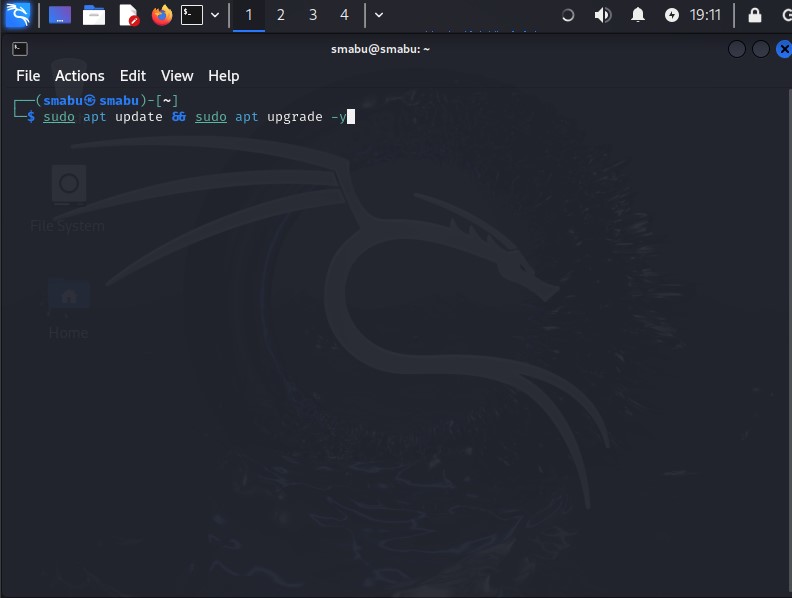 1 2 3 4 19:11
smabu@smabu: ~
File Actions Edit View Help
┌──(smabu㉿smabu)-[~]
└─$ sudo apt update && sudo apt upgrade -y
File System
Home